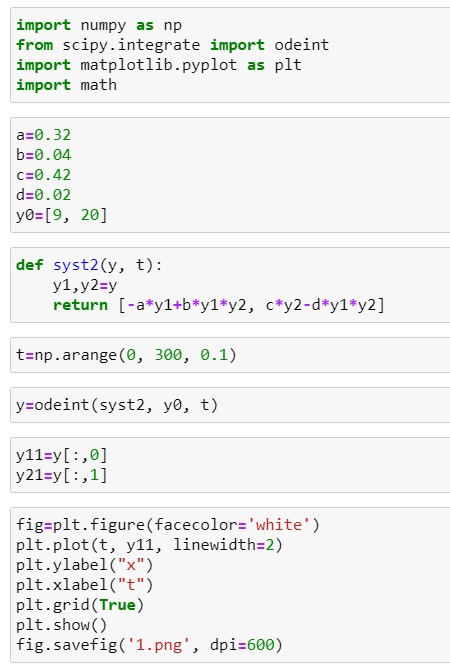 import numpy as np
from scipy.integrate import odeint
import matplotlib.pyplot as plt
import math
a=0.32
b=0.04
c=0.42
d=0.02
y0=[9, 20]
def syst2(y, t):
    y1,y2=y
    return [-a*y1+b*y1*y2, c*y2-d*y1*y2]
t=np.arange(0, 300, 0.1)
y=odeint(syst2, y0, t)
y11=y[:,0]
y21=y[:,1]
fig=plt.figure(facecolor='white')
plt.plot(t, y11, linewidth=2)
plt.ylabel("x")
plt.xlabel("t")
plt.grid(True)
plt.show()
fig.savefig('1.png', dpi=600)